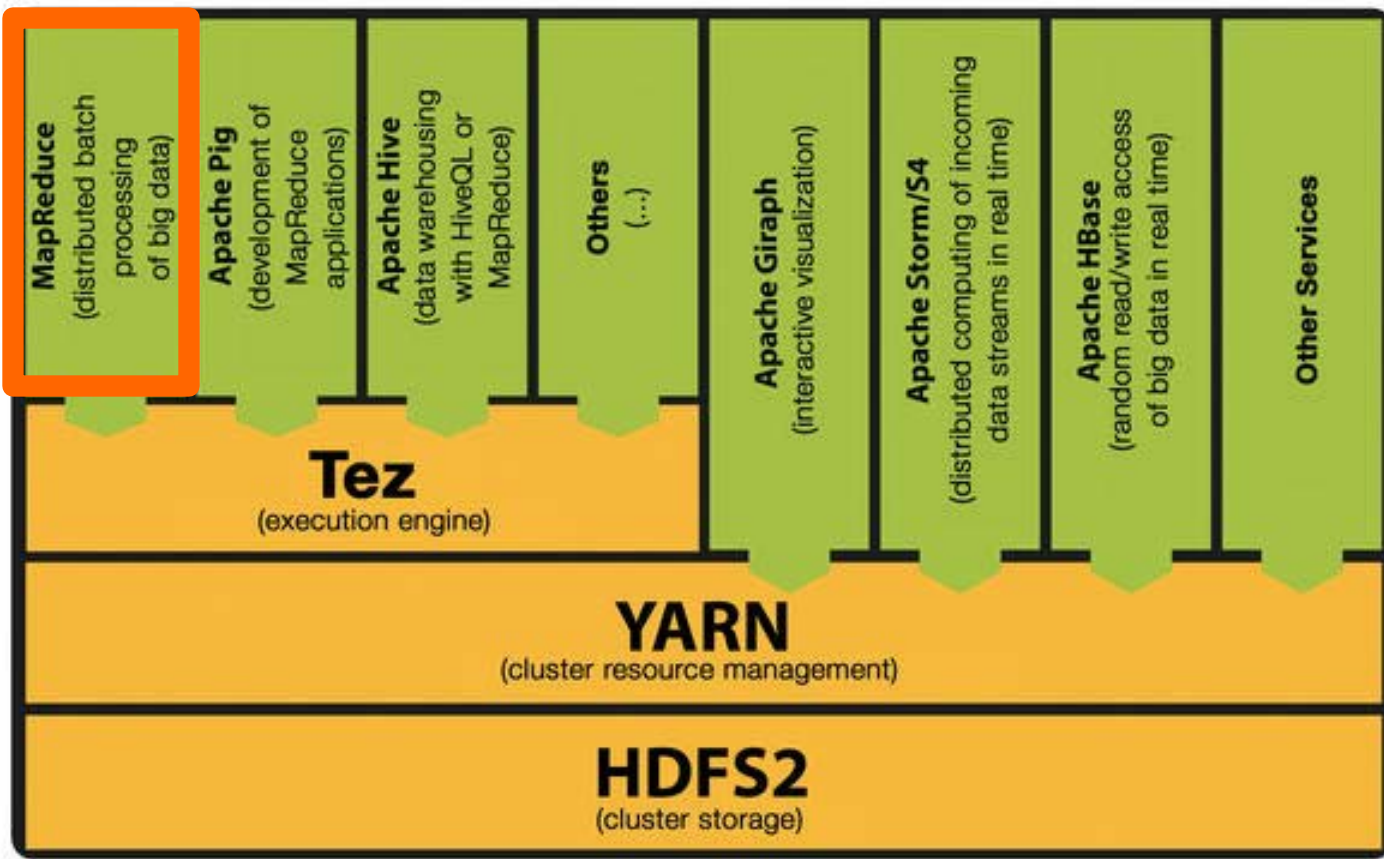 MapReduce
(distributed batch
processing
of big data)
Apache Pig
(development of
MapReduce
applications)
Apache Hive
(data warehousing
with HiveQL or
MapReduce)
Others
(...)
Apache Giraph
(interactive visualization)
Apache Storm/S4
(distributed computing of incoming
data streams in real time)
Apache HBase
(random read/write access
of big data in real time)
Other Services
Tez
(execution engine)
YARN
(cluster resource management)
HDFS2
(cluster storage)